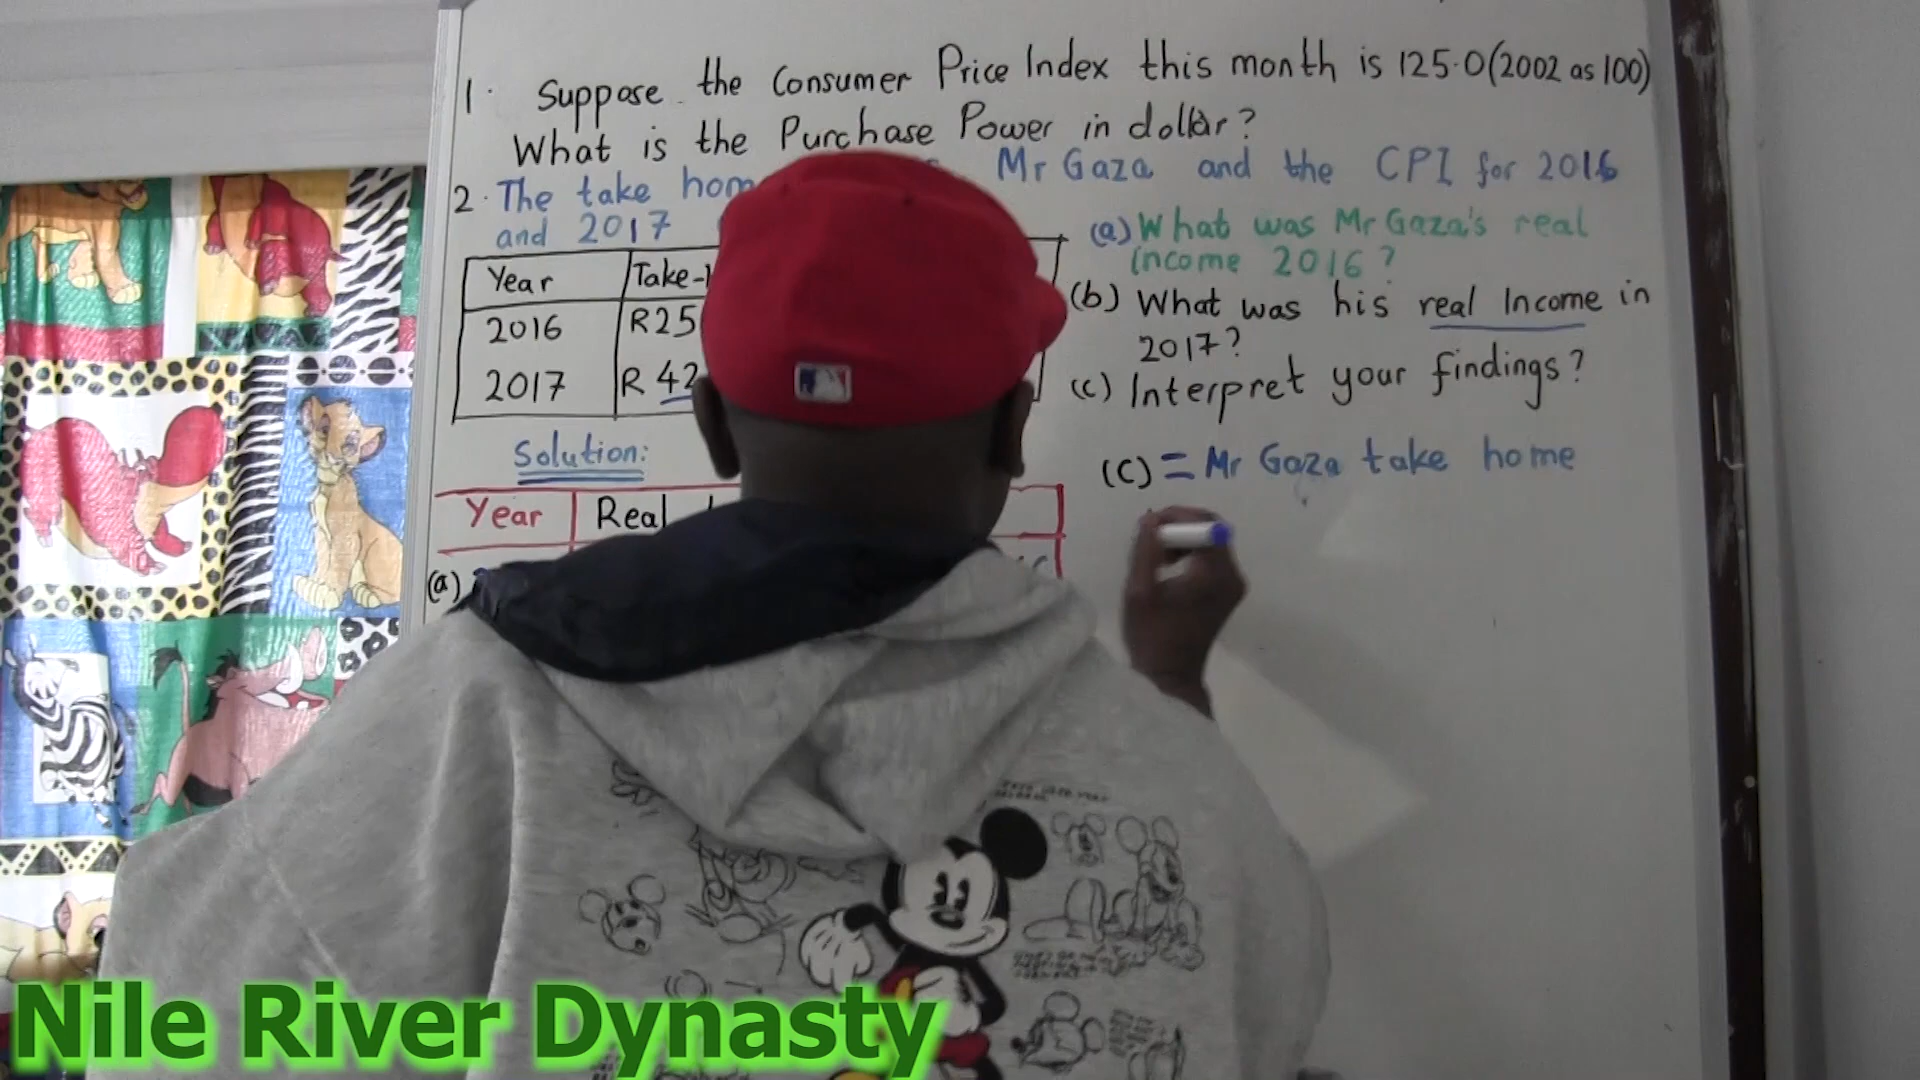 1. Suppose the Consumer Price Index this month is 125.0 (2002 as 100)
What is the Purchase Power in dollar?
2. The take Mr Gaza and the CPI for 2016
and 2017
Year Take-
2016 R25
2017 R 42
(a) What was Mr Gaza's real
income 2016?
(b) What was his real Income in
2017?
(c) Interpret your findings?
Solution:
Year Real
(a)
(c) = Mr Gaza take home
Nile River Dynasty